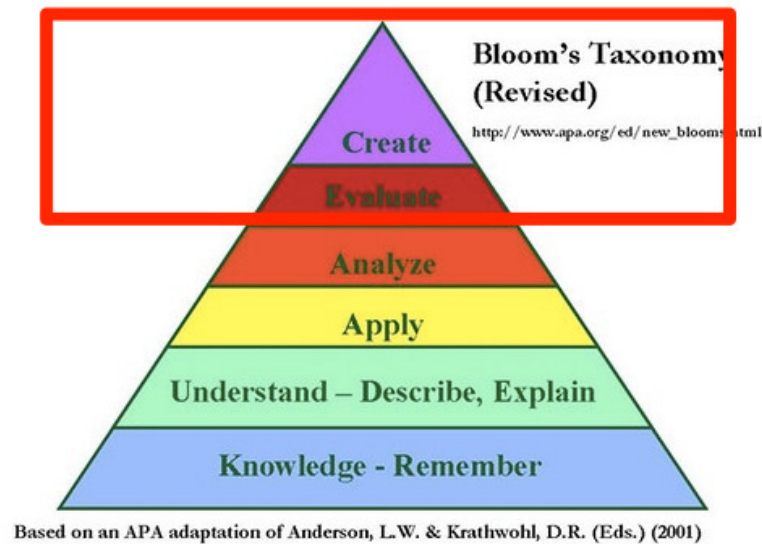 Bloom's Taxonomy
(Revised)
http://www.apa.org/ed/new_blooms.html
Create
Evaluate
Analyze
Apply
Understand – Describe, Explain
Knowledge - Remember
Based on an APA adaptation of Anderson, L.W. & Krathwohl, D.R. (Eds.) (2001)